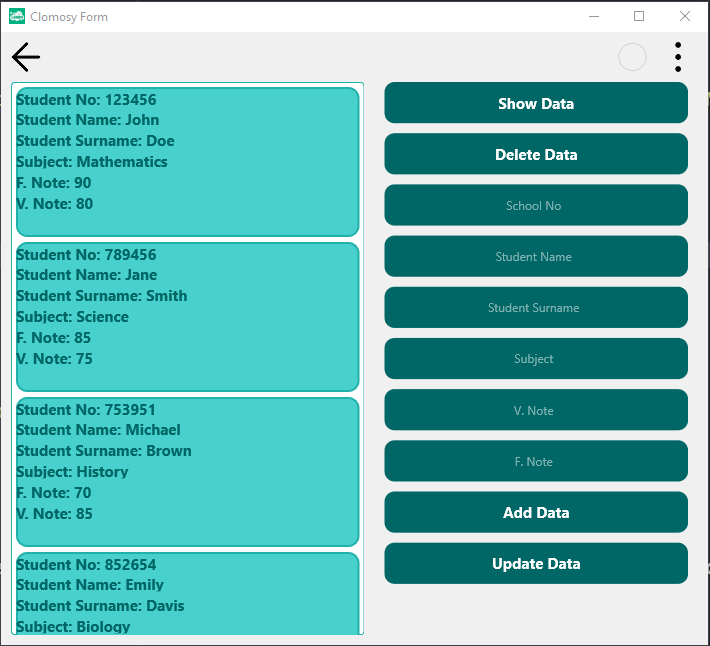 Clomosy Form
Student No: 123456
Student Name: John
Student Surname: Doe
Subject: Mathematics
F. Note: 90
V. Note: 80
Student No: 789456
Student Name: Jane
Student Surname: Smith
Subject: Science
F. Note: 85
V. Note: 75
Student No: 753951
Student Name: Michael
Student Surname: Brown
Subject: History
F. Note: 70
V. Note: 85
Student No: 852654
Student Name: Emily
Student Surname: Davis
Subject: Biology
Show Data
Delete Data
School No
Student Name
Student Surname
Subject
V. Note
F. Note
Add Data
Update Data